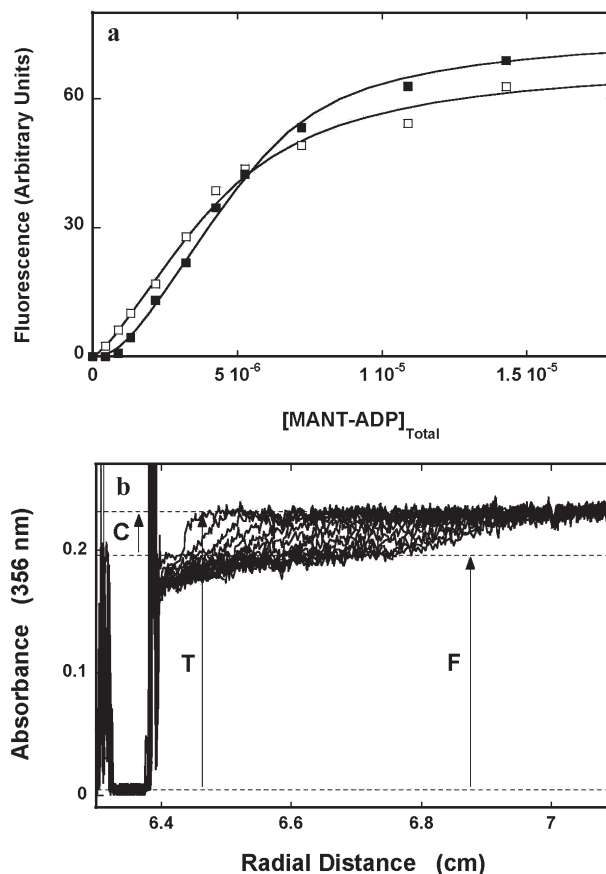 a
Fluorescence (Arbitrary Units)
60
30
0
0
5 10⁻⁶
1 10⁻⁵
1.5 10⁻⁵
[MANT-ADP]Total
b
Absorbance (356 nm)
0.2
0.1
0
C
T
F
6.4
6.6
6.8
7
Radial Distance (cm)